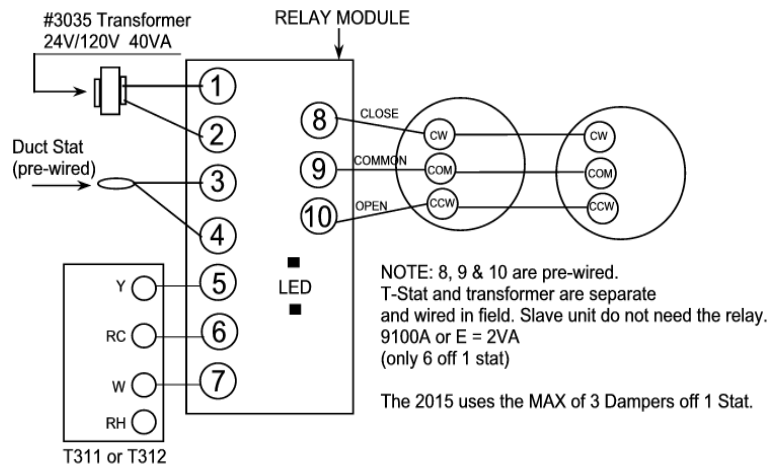 #3035 Transformer
24V/120V 40VA
RELAY MODULE
1
2
3
4
5
6
7
8
9
10
CLOSE
COMMON
OPEN
CW
COM
CCW
CW
COM
CCW
Duct Stat
(pre-wired)
LED
Y
RC
W
RH
T311 or T312
NOTE: 8, 9 & 10 are pre-wired.
T-Stat and transformer are separate
and wired in field. Slave unit do not need the relay.
9100A or E = 2VA
(only 6 off 1 stat)
The 2015 uses the MAX of 3 Dampers off 1 Stat.